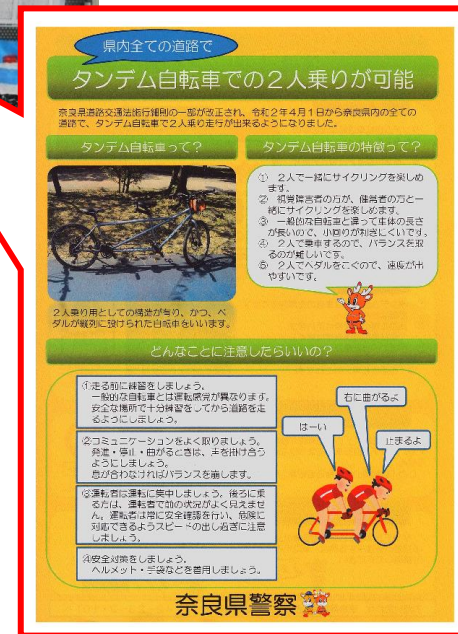 県内全ての道路で
タンデム自転車での２人乗りが可能
奈良県道路交通法施行細則の一部が改正され、令和２年４月１日から奈良県内の全ての
道路で、タンデム自転車で２人乗り走行が出来るようになりました。
タンデム自転車って？
２人乗り用としての構造が有り、かつ、ペ
ダルが縦列に設けられた自転車をいいます。
タンデム自転車の特徴って？
① ２人で一緒にサイクリングを楽しめ
ます。
② 視覚障害者の方が、健常者の方と一
緒にサイクリングを楽しめます。
③ 一般的な自転車と違って車体の長さ
が長いので、小回りが利きにくいです。
④ ２人で乗車するので、バランスを取
るのが難しいです。
⑤ ２人でペダルをこぐので、速度が出
やすいです。
どんなことに注意したらいいの？
①走る前に練習をしましょう。
一般的な自転車とは運転感覚が異なります。
安全な場所で十分練習をしてから道路を走
るようにしましょう。
②コミュニケーションをよく取りましょう。
発進・停止・曲がるときは、声を掛け合う
ようにしましょう。
息が合わなければバランスを崩します。
③運転者は運転に集中しましょう。後ろに乗
る方は、運転者で前の状況がよく見えませ
ん。運転者は常に安全確認を行い、危険に
対応できるようスピードの出し過ぎに注意
しましょう。
④安全対策をしましょう。
ヘルメット・手袋などを着用しましょう。
右に曲がるよ
はーい
止まるよ
奈良県警察